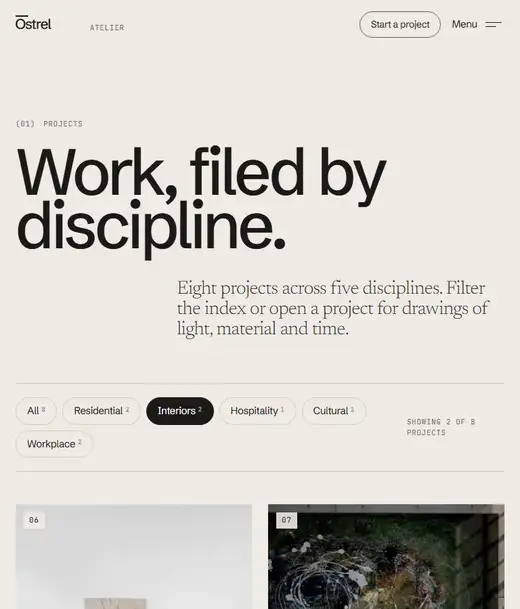 Ostrel
ATELIER
Start a project
Menu
(01) PROJECTS
Work, filed by
discipline.
Eight projects across five disciplines. Filter
the index or open a project for drawings of
light, material and time.
All 8
Residential 2
Interiors 2
Hospitality 1
Cultural 1
Workplace 2
SHOWING 2 OF 8
PROJECTS
06
07